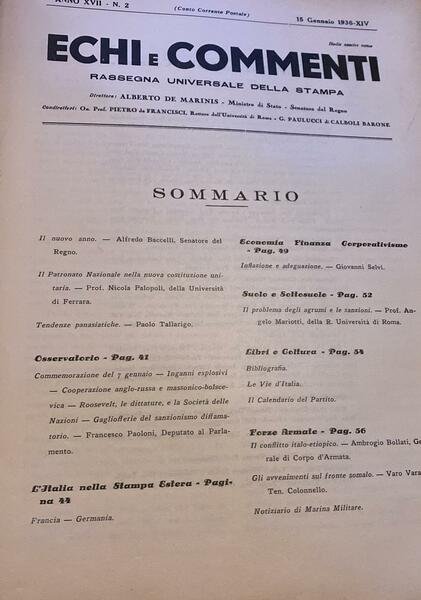 ANNO XVII - N. 2
(Conto Corrente Postale)
15 Gennaio 1936-XIV
ECHI E COMMENTI
RASSEGNA UNIVERSALE DELLA STAMPA
Direttore: ALBERTO DE MARINIS - Ministro di Stato - Senatore del Regno
Condirettori: On. Prof. PIETRO de FRANCISCI, Rettore dell'Università di Roma - G. PAULUCCI di CALBOLI BARONE
SOMMARIO
Il nuovo anno. — Alfredo Baccelli, Senatore del
Regno.
Il Patronato Nazionale nella nuova costituzione uni-
taria. — Prof. Nicola Palopoli, della Università
di Ferrara.
Tendenze panasiatiche. — Paolo Tallarigo.
Osservatorio - Pag. 41
Commemorazione del 7 gennaio — Inganni esplosivi
— Cooperazione anglo-russa e massonico-bolsce-
vica — Roosevelt, le dittature, e la Società delle
Nazioni — Gagliofferie del sanzionismo diffama-
torio. — Francesco Paoloni, Deputato al Parla-
mento.
L'Italia nella Stampa Estera - Pagi-
na 44
Francia — Germania.
Economia Finanza Corporativismo
- Pag. 49
Inflazione e adeguazione. — Giovanni Selvi.
Suolo e Sottosuolo - Pag. 52
Il problema degli agrumi e le sanzioni. — Prof. An-
gelo Mariotti, della R. Università di Roma.
Libri e Coltura - Pag. 54
Bibliografia.
Le Vie d'Italia.
Il Calendario del Partito.
Forze Armate - Pag. 56
Il conflitto italo-etiopico. — Ambrogio Bollati, Ge-
rale di Corpo d'Armata.
Gli avvenimenti sul fronte somalo. — Varo Vara
Ten. Colonnello.
Notiziario di Marina Militare.